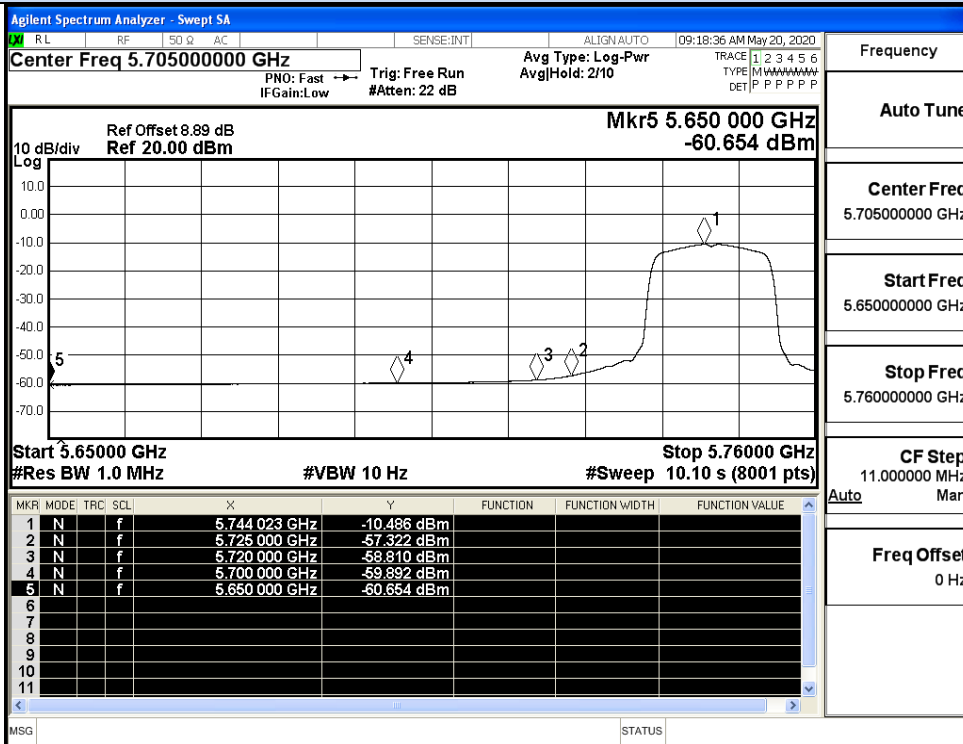 Agilent Spectrum Analyzer - Swept SA
LXI RL RF 50 Ω AC SENSE:INT ALIGN AUTO 09:18:36 AM May 20, 2020
Center Freq 5.705000000 GHz
PNO: Fast
IFGain:Low
Trig: Free Run
#Atten: 22 dB
Avg Type: Log-Pwr
Avg|Hold: 2/10
TRACE 1 2 3 4 5 6
TYPE M W W W W W
DET P P P P P P
Ref Offset 8.89 dB
10 dB/div Ref 20.00 dBm
Log
Mkr5 5.650 000 GHz
-60.654 dBm
10.0
0.00
-10.0
-20.0
-30.0
-40.0
-50.0
-60.0
-70.0
1
2
3
4
5
Start 5.65000 GHz Stop 5.76000 GHz
#Res BW 1.0 MHz #VBW 10 Hz #Sweep 10.10 s (8001 pts)
MKR MODE TRC SCL X Y FUNCTION FUNCTION WIDTH FUNCTION VALUE
1 N f 5.744 023 GHz -10.486 dBm
2 N f 5.725 000 GHz -57.322 dBm
3 N f 5.720 000 GHz -58.810 dBm
4 N f 5.700 000 GHz -59.892 dBm
5 N f 5.650 000 GHz -60.654 dBm
6
7
8
9
10
11
MSG STATUS
Frequency
Auto Tune
Center Freq
5.705000000 GHz
Start Freq
5.650000000 GHz
Stop Freq
5.760000000 GHz
CF Step
11.000000 MHz
Auto Man
Freq Offset
0 Hz